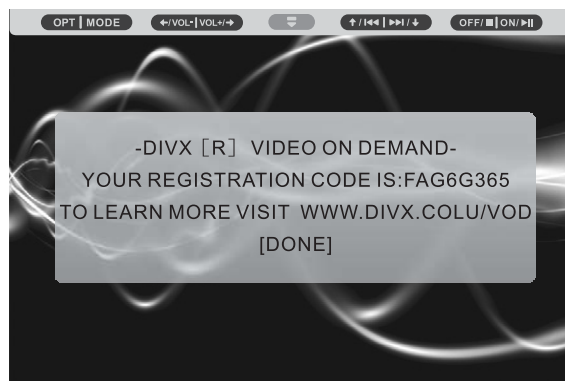 OPT | MODE ←/VOL- | VOL+/→ ↑/⏮ | ⏭/↓ OFF/■ | ON/▶⏸
-DIVX [R] VIDEO ON DEMAND-
YOUR REGISTRATION CODE IS:FAG6G365
TO LEARN MORE VISIT WWW.DIVX.COLU/VOD
[DONE]